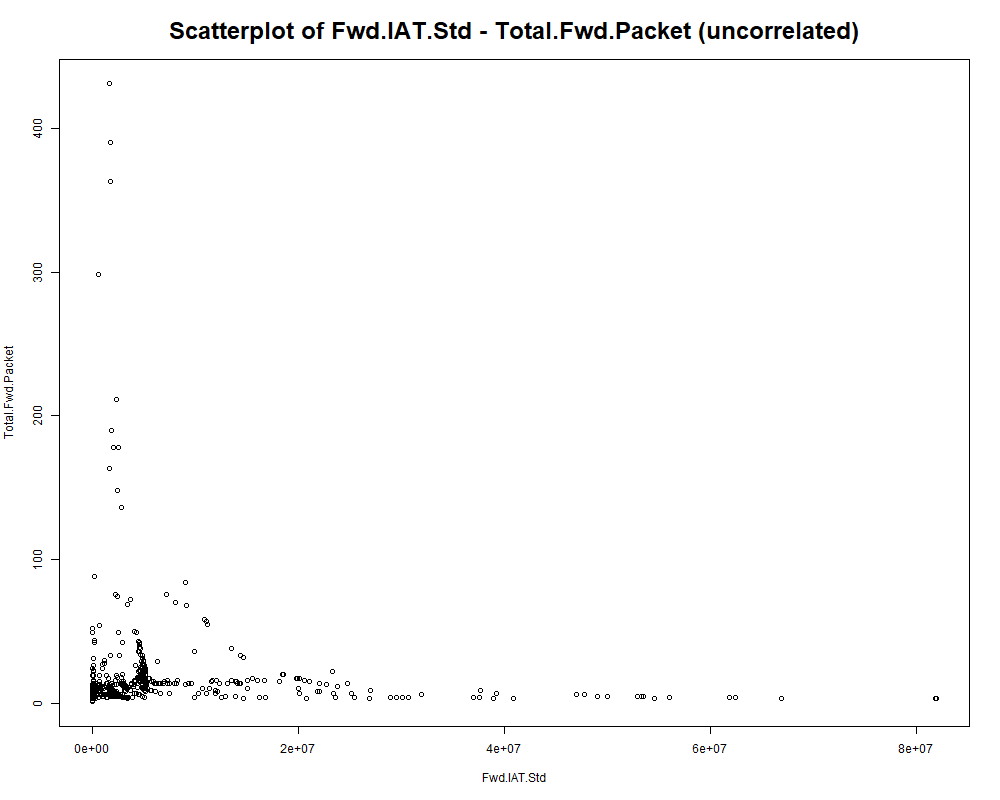 Scatterplot of Fwd.IAT.Std - Total.Fwd.Packet (uncorrelated)
400
300
200
100
0
Total.Fwd.Packet
0e+00
2e+07
4e+07
6e+07
8e+07
Fwd.IAT.Std